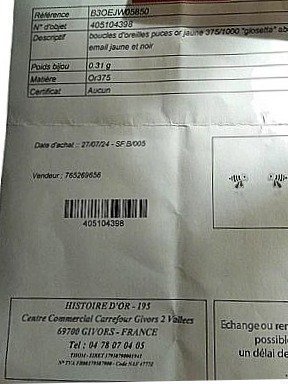 Référence B3OEJW05850
N° d'objet 405104398
Descriptif boucles d'oreilles puces or jaune 375/1000 "giosetta" abe
email jaune et noir
Poids bijou 0.31 g
Matière Or375
Certificat Aucun
Date d'achat : 27/07/24 - SF B/005
Vendeur : 765269656
405104398
HISTOIRE D'OR - 195
Centre Commercial Carrefour Givors 2 Vallees
69700 GIVORS - FRANCE
Tel : 04 78 07 04 05
Echange ou rem
possible
un délai de